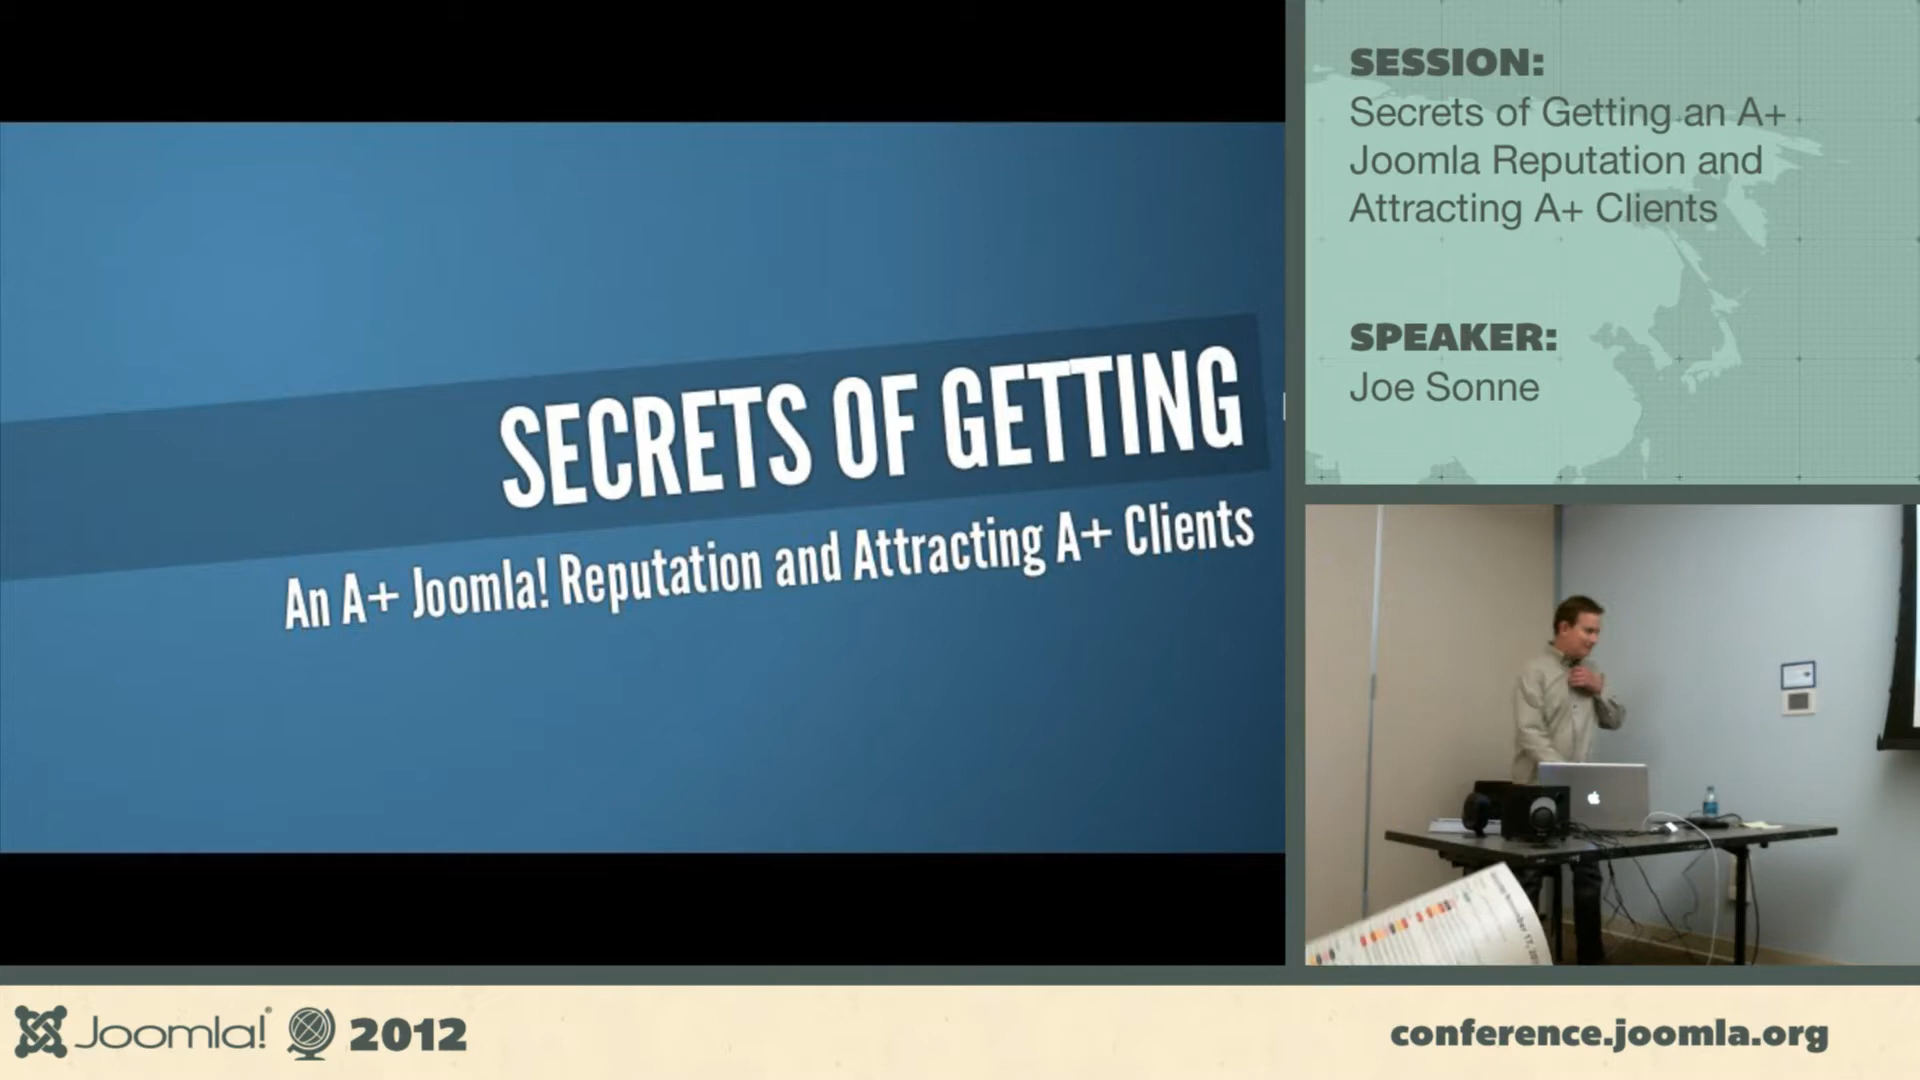 SECRETS OF GETTING
An A+ Joomla! Reputation and Attracting A+ Clients
SESSION:
Secrets of Getting an A+
Joomla Reputation and
Attracting A+ Clients
SPEAKER:
Joe Sonne
Joomla!® 2012
conference.joomla.org